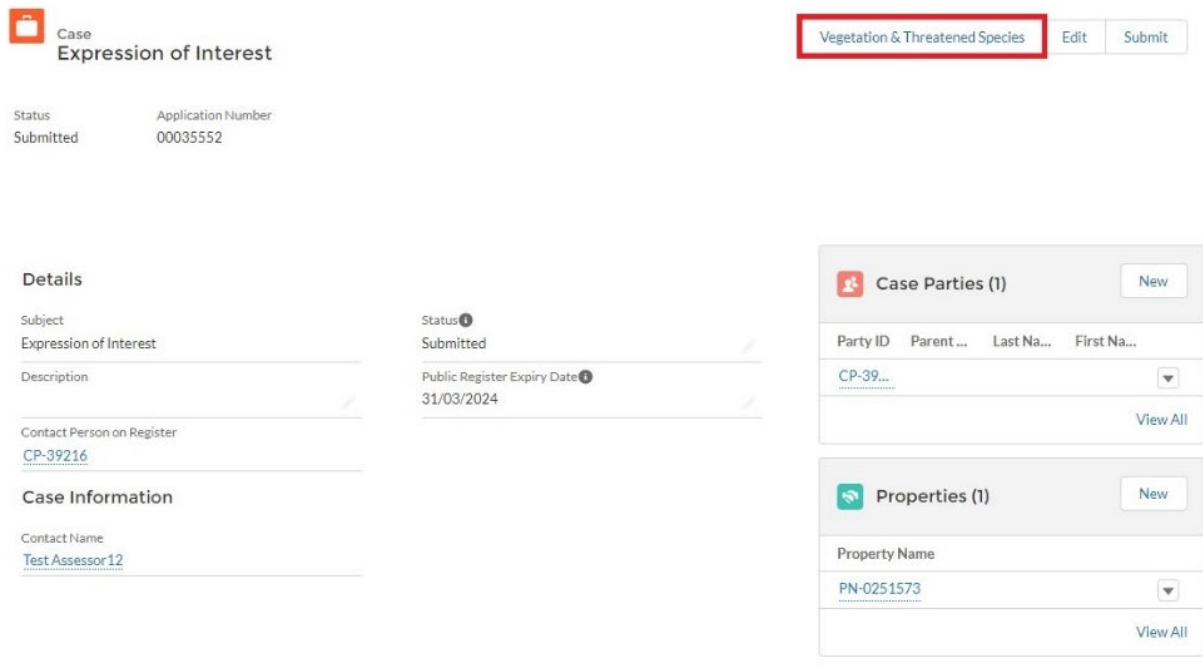 Case
Expression of Interest
Vegetation & Threatened Species
Edit
Submit
Status
Application Number
Submitted
00035552
Details
Subject
Expression of Interest
Status
Submitted
Description
Public Register Expiry Date
31/03/2024
Contact Person on Register
CP-39216
Case Information
Contact Name
Test Assessor12
Case Parties (1)
New
Party ID Parent ... Last Na... First Na...
CP-39...
View All
Properties (1)
New
Property Name
PN-0251573
View All